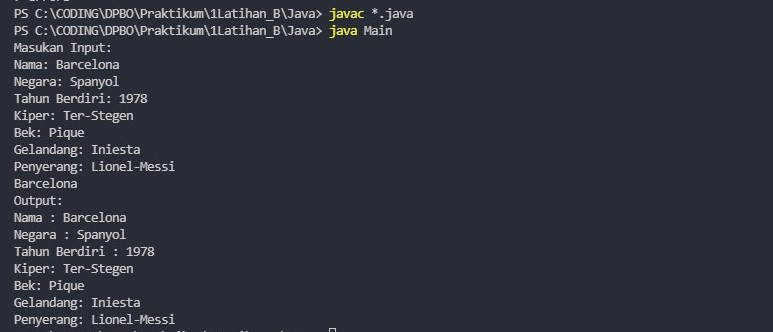 PS C:\CODING\DPBO\Praktikum\1Latihan_B\Java> javac *.java
PS C:\CODING\DPBO\Praktikum\1Latihan_B\Java> java Main
Masukan Input:
Nama: Barcelona
Negara: Spanyol
Tahun Berdiri: 1978
Kiper: Ter-Stegen
Bek: Pique
Gelandang: Iniesta
Penyerang: Lionel-Messi
Barcelona
Output:
Nama : Barcelona
Negara : Spanyol
Tahun Berdiri : 1978
Kiper: Ter-Stegen
Bek: Pique
Gelandang: Iniesta
Penyerang: Lionel-Messi